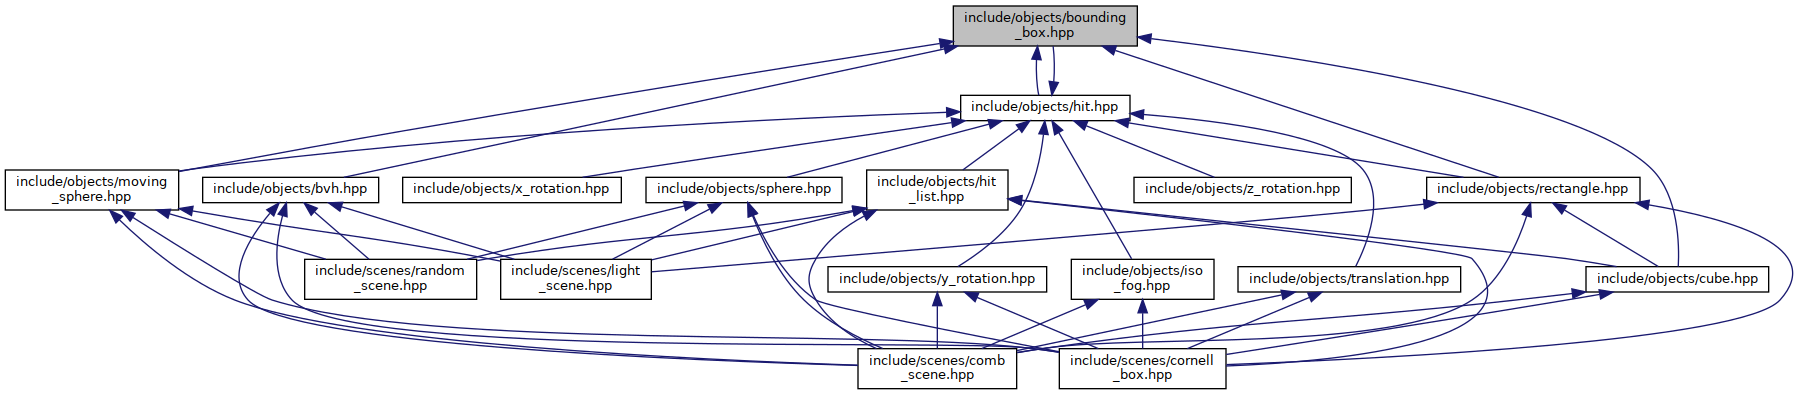 include/objects/bounding
_box.hpp
include/objects/hit.hpp
include/objects/moving
_sphere.hpp
include/objects/bvh.hpp
include/objects/x_rotation.hpp
include/objects/sphere.hpp
include/objects/hit
_list.hpp
include/objects/z_rotation.hpp
include/objects/rectangle.hpp
include/scenes/random
_scene.hpp
include/scenes/light
_scene.hpp
include/objects/y_rotation.hpp
include/objects/iso
_fog.hpp
include/objects/translation.hpp
include/objects/cube.hpp
include/scenes/comb
_scene.hpp
include/scenes/cornell
_box.hpp